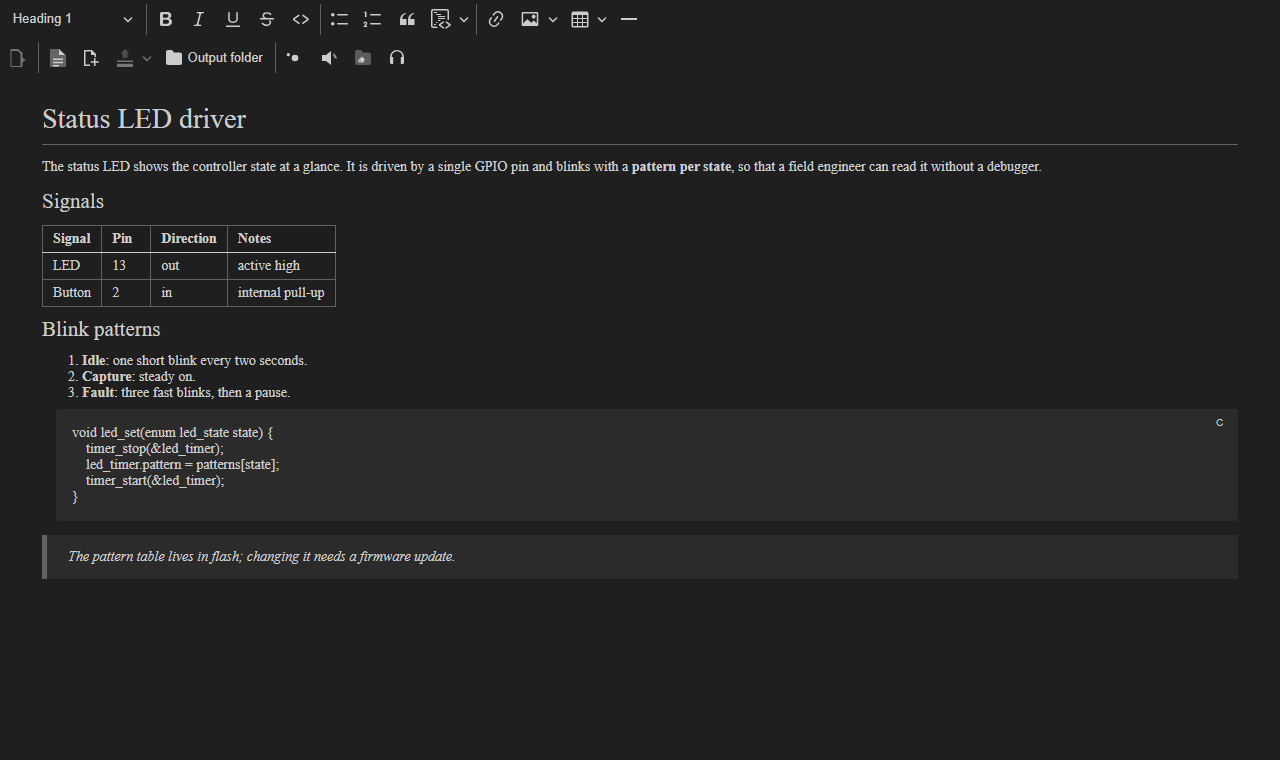 Heading 1
Output folder
Status LED driver
The status LED shows the controller state at a glance. It is driven by a single GPIO pin and blinks with a pattern per state, so that a field engineer can read it without a debugger.
Signals
Signal Pin Direction Notes
LED 13 out active high
Button 2 in internal pull-up
Blink patterns
1. Idle: one short blink every two seconds.
2. Capture: steady on.
3. Fault: three fast blinks, then a pause.
C
void led_set(enum led_state state) {
    timer_stop(&led_timer);
    led_timer.pattern = patterns[state];
    timer_start(&led_timer);
}
The pattern table lives in flash; changing it needs a firmware update.